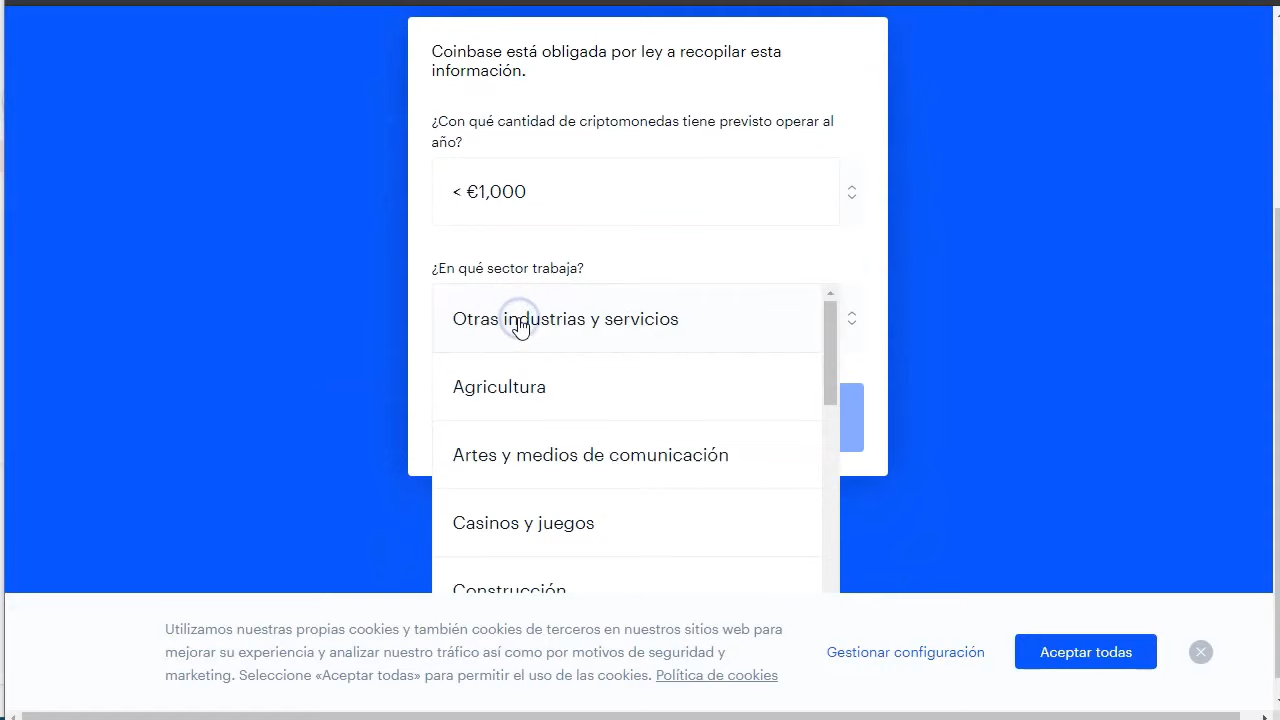 Coinbase está obligada por ley a recopilar esta
información.
¿Con qué cantidad de criptomonedas tiene previsto operar al
año?
< €1,000
¿En qué sector trabaja?
Otras industrias y servicios
Agricultura
Artes y medios de comunicación
Casinos y juegos
Construcción
Utilizamos nuestras propias cookies y también cookies de terceros en nuestros sitios web para
mejorar su experiencia y analizar nuestro tráfico así como por motivos de seguridad y
marketing. Seleccione «Aceptar todas» para permitir el uso de las cookies. Política de cookies
Gestionar configuración
Aceptar todas